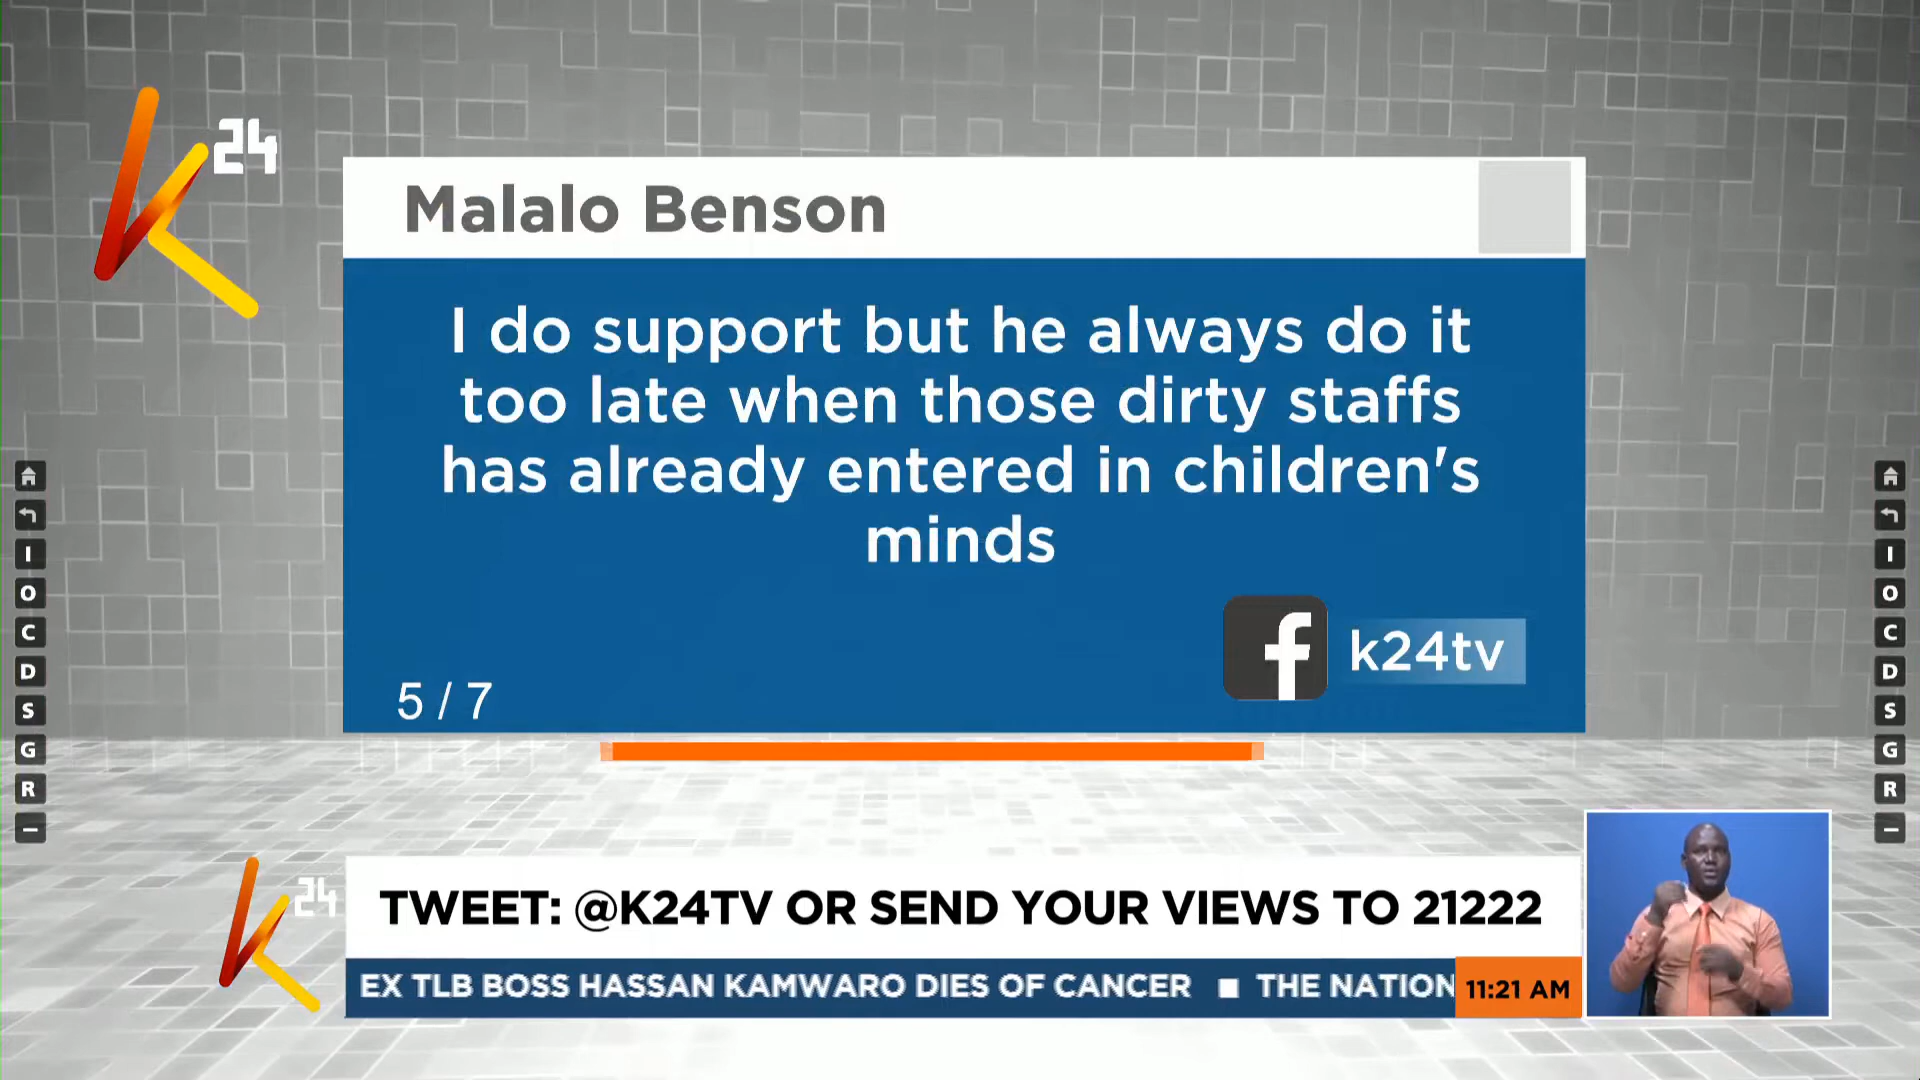 K24
Malalo Benson
I do support but he always do it
too late when those dirty staffs
has already entered in children's
minds
f k24tv
5 / 7
I
O
C
D
S
G
R
I
O
C
D
S
G
R
K24
TWEET: @K24TV OR SEND YOUR VIEWS TO 21222
EX TLB BOSS HASSAN KAMWARO DIES OF CANCER ■ THE NATION
11:21 AM